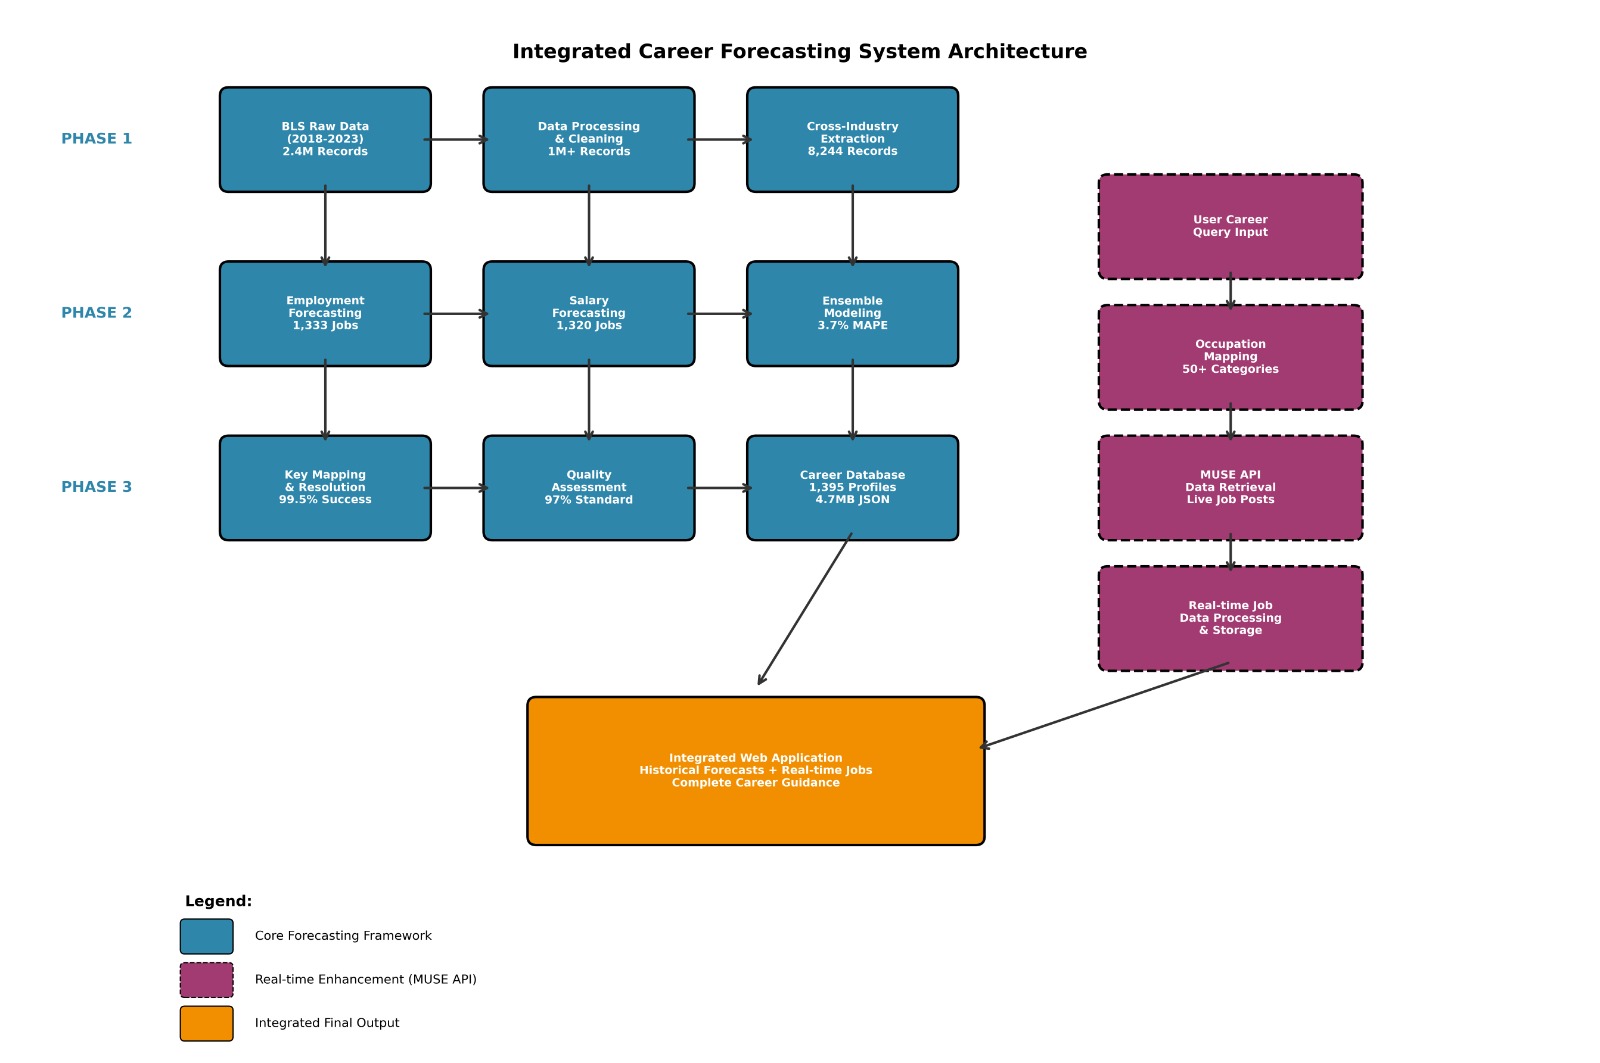 Integrated Career Forecasting System Architecture
PHASE 1
BLS Raw Data
(2018-2023)
2.4M Records
Data Processing
& Cleaning
1M+ Records
Cross-Industry
Extraction
8,244 Records
PHASE 2
Employment
Forecasting
1,333 Jobs
Salary
Forecasting
1,320 Jobs
Ensemble
Modeling
3.7% MAPE
PHASE 3
Key Mapping
& Resolution
99.5% Success
Quality
Assessment
97% Standard
Career Database
1,395 Profiles
4.7MB JSON
User Career
Query Input
Occupation
Mapping
50+ Categories
MUSE API
Data Retrieval
Live Job Posts
Real-time Job
Data Processing
& Storage
Integrated Web Application
Historical Forecasts + Real-time Jobs
Complete Career Guidance
Legend:
Core Forecasting Framework
Real-time Enhancement (MUSE API)
Integrated Final Output